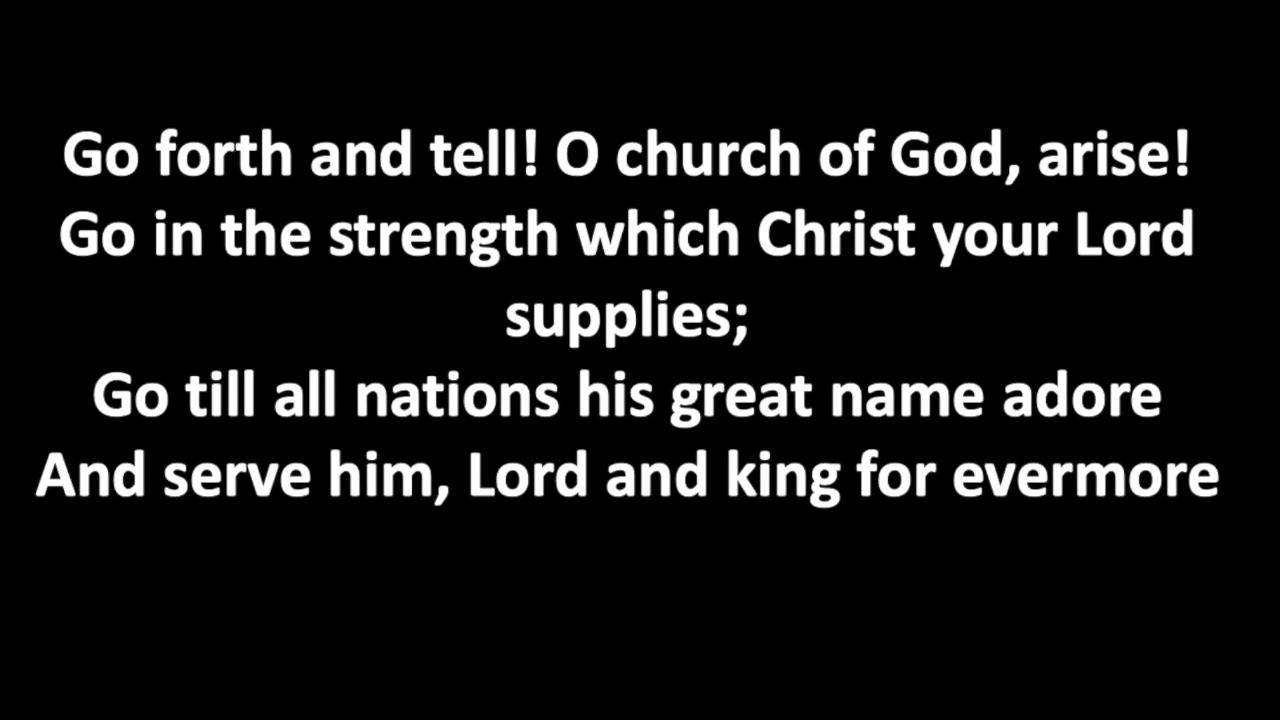 Go forth and tell! O church of God, arise!
Go in the strength which Christ your Lord
supplies;
Go till all nations his great name adore
And serve him, Lord and king for evermore